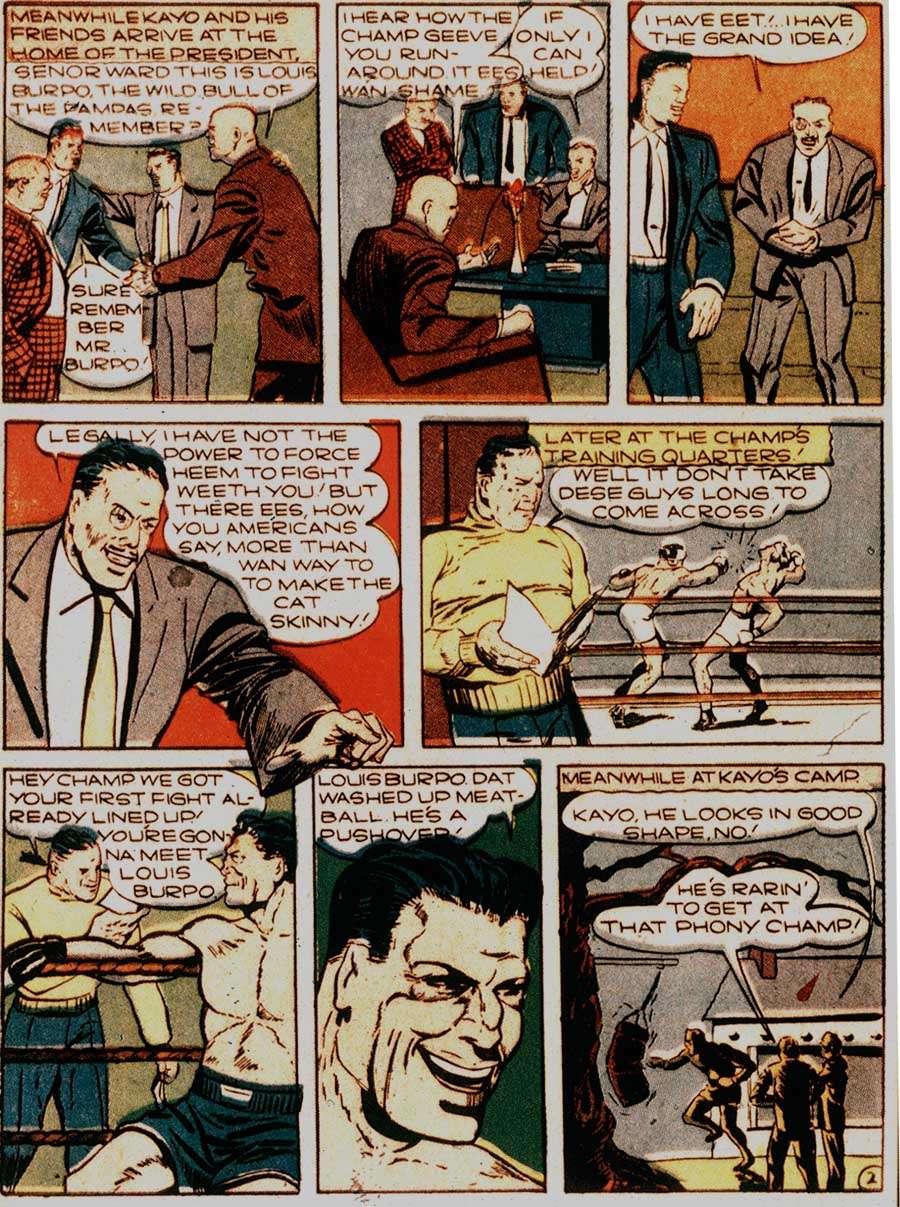 MEANWHILE KAYO AND HIS
FRIENDS ARRIVE AT THE
HOME OF THE PRESIDENT.
SENOR WARD THIS IS LOUIS
BURPO, THE WILD BULL OF
THE PAMPAS, RE-
MEMBER?
SURE
REMEM-
BER
MR..
BURPO!
I HEAR HOW THE
CHAMP GEEVE
YOU RUN-
AROUND. IT EES
WAN SHAME.
IF
ONLY I
CAN
HELP!
I HAVE EET! I HAVE
THE GRAND IDEA!
LEGALLY, I HAVE NOT THE
POWER TO FORCE
HEEM TO FIGHT
WEETH YOU! BUT
THERE EES, HOW
YOU AMERICANS
SAY, MORE THAN
WAN WAY TO
TO MAKE THE
CAT
SKINNY!
LATER AT THE CHAMP'S
TRAINING QUARTERS!
WELL IT DON'T TAKE
DESE GUYS LONG TO
COME ACROSS!
HEY CHAMP WE GOT
YOUR FIRST FIGHT AL-
READY LINED UP!
YOU'RE GON-
NA MEET
LOUIS
BURPO
LOUIS BURPO. DAT
WASHED UP MEAT-
BALL. HE'S A
PUSHOVER!
MEANWHILE AT KAYO'S CAMP.
KAYO, HE LOOKS IN GOOD
SHAPE, NO!
HE'S RARIN'
TO GET AT
THAT PHONY CHAMP!
2